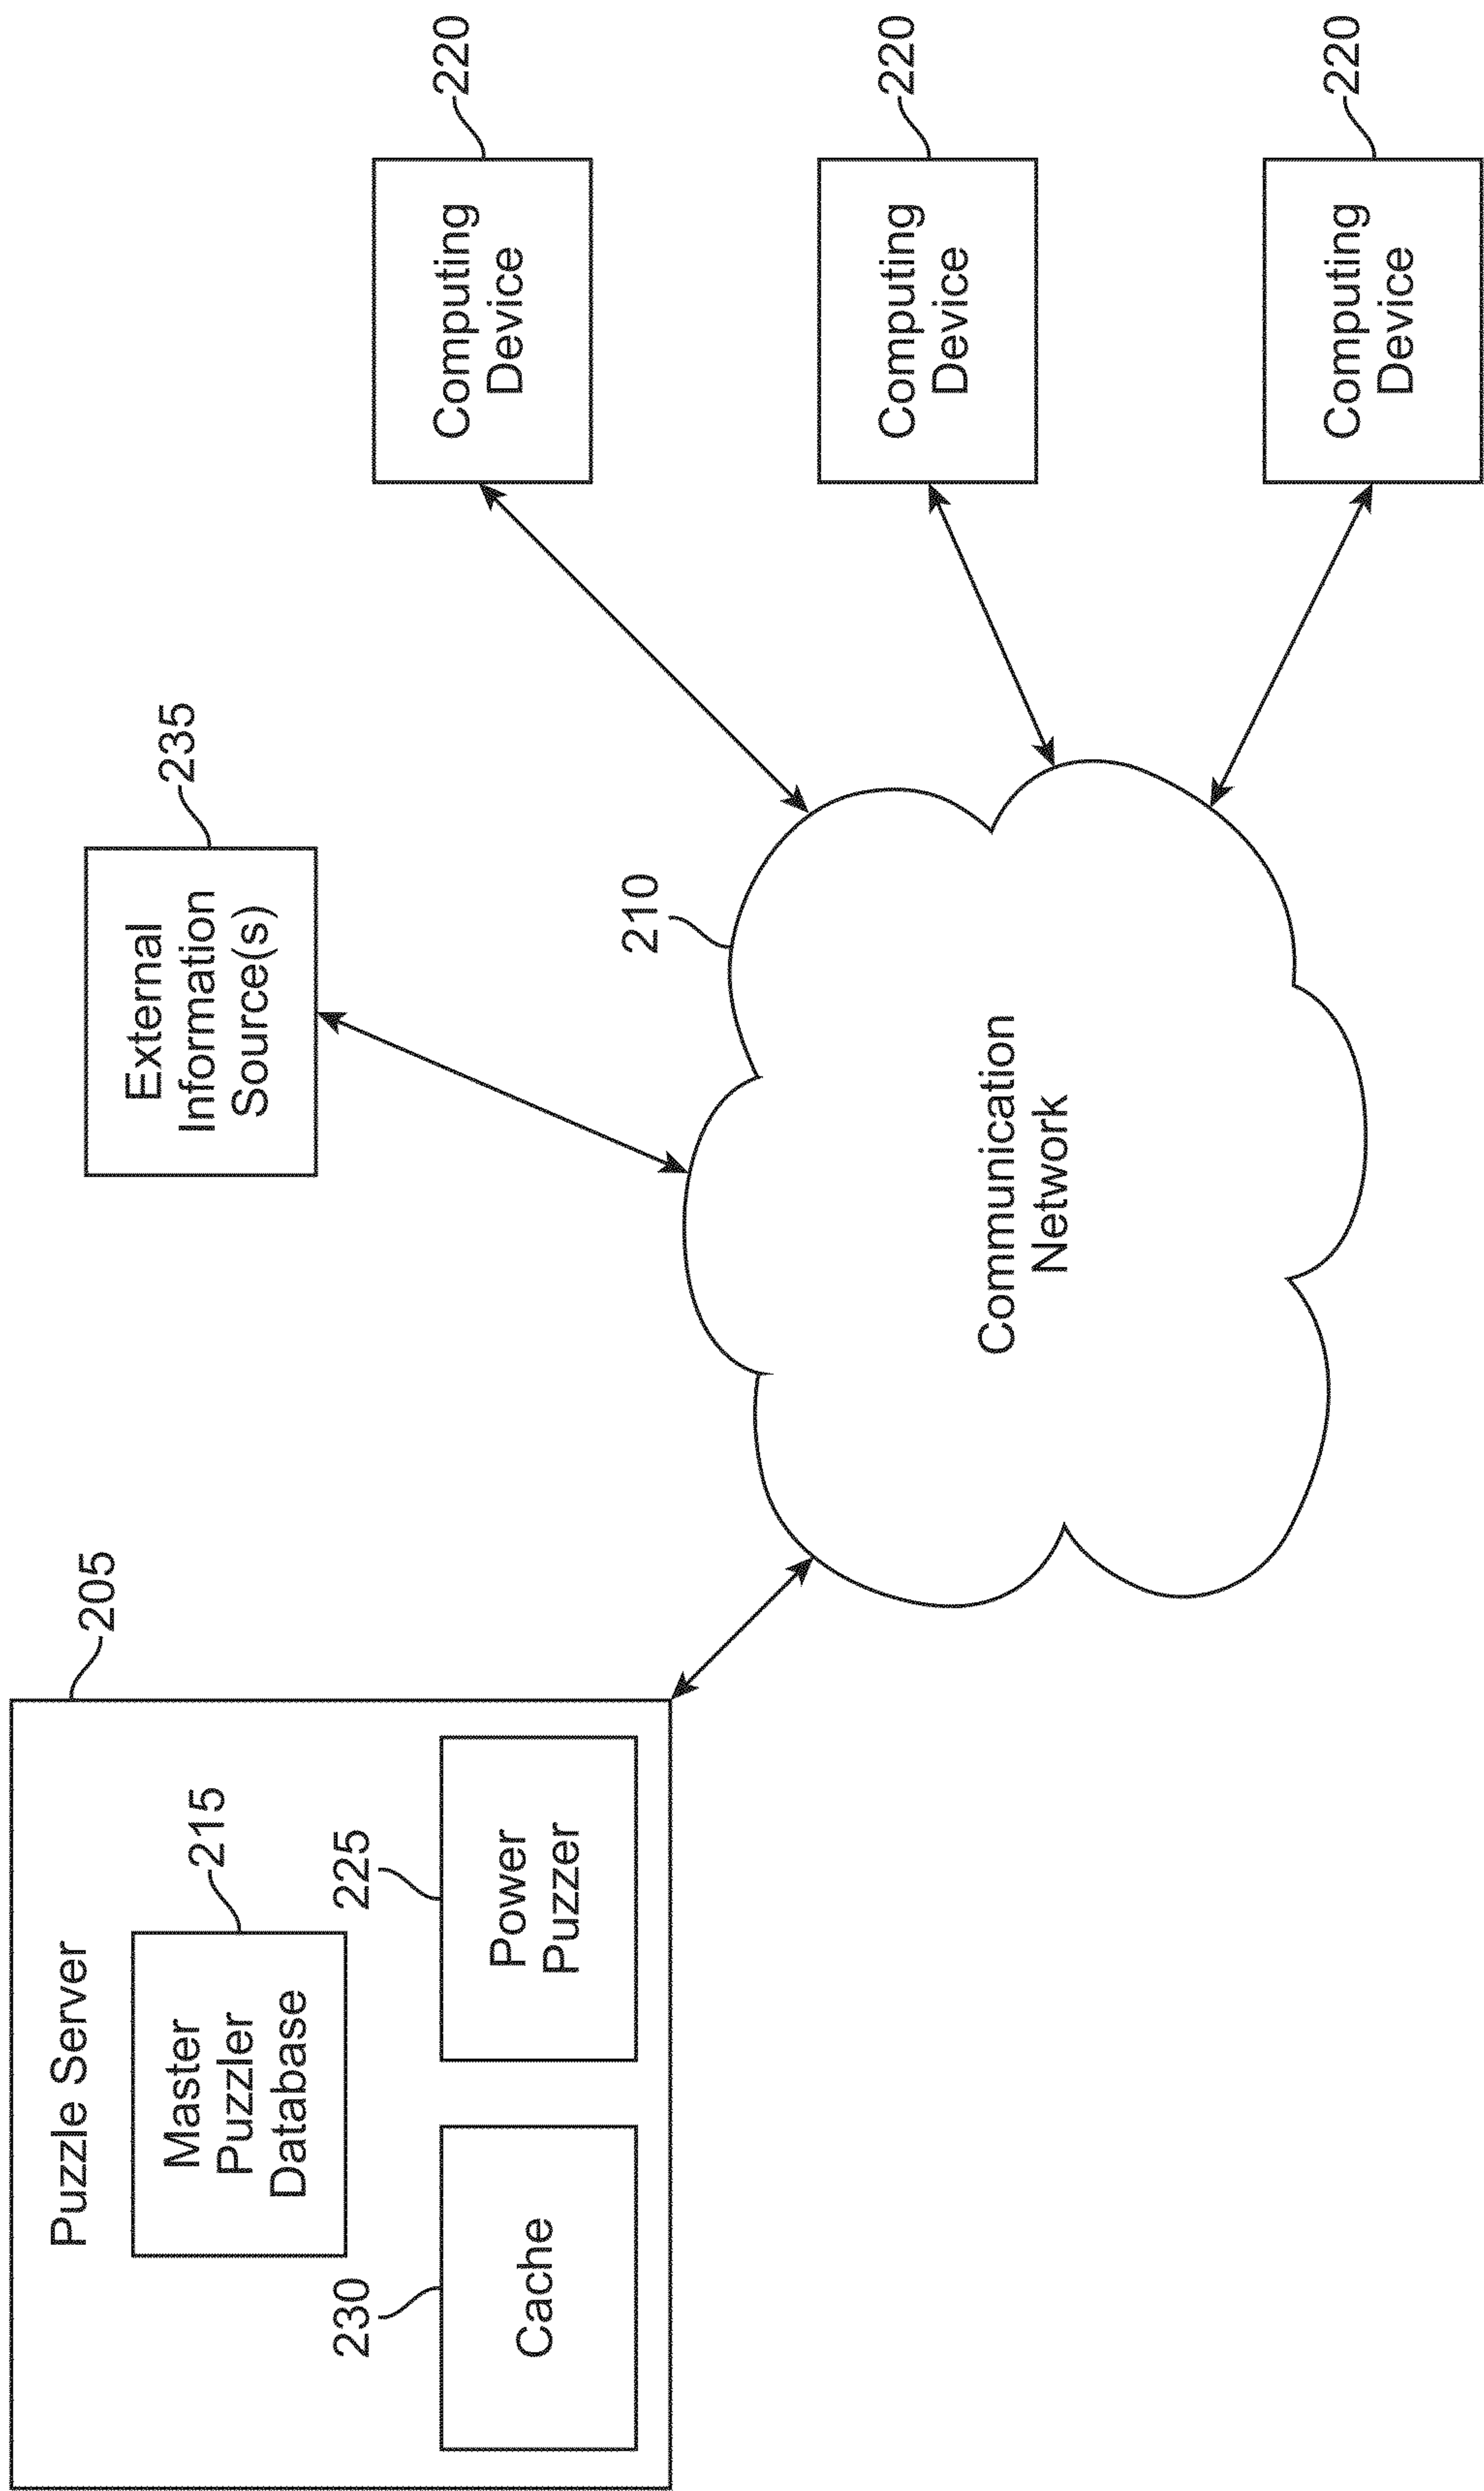 205
Puzzle Server
215
Master
Puzzler
Database
230
Cache
225
Power
Puzzer
235
External
Information
Source(s)
210
Communication
Network
220
Computing
Device
220
Computing
Device
220
Computing
Device